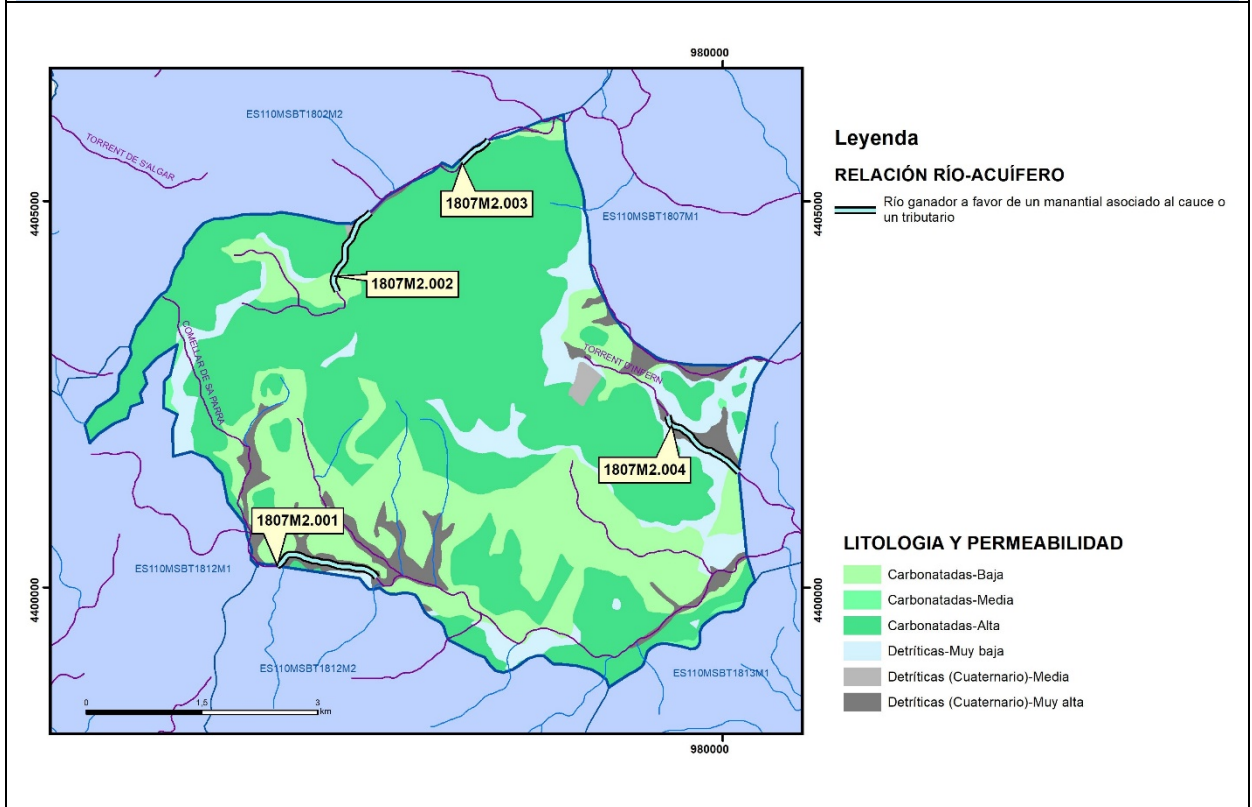 980000
ES110MSBT1802M2
TORRENT DE S'ALGAR
1807M2.003
4405000
4405000
ES110MSBT1807M1
1807M2.002
COMELLAR DE SA PARRA
TORRENT D'INFERN
1807M2.004
1807M2.001
ES110MSBT1812M1
4400000
4400000
ES110MSBT1812M2
ES110MSBT1813M1
0 1,5 3
km
980000
Leyenda
RELACIÓN RÍO-ACUÍFERO
Río ganador a favor de un manantial asociado al cauce o
un tributario
LITOLOGIA Y PERMEABILIDAD
Carbonatadas-Baja
Carbonatadas-Media
Carbonatadas-Alta
Detríticas-Muy baja
Detríticas (Cuaternario)-Media
Detríticas (Cuaternario)-Muy alta